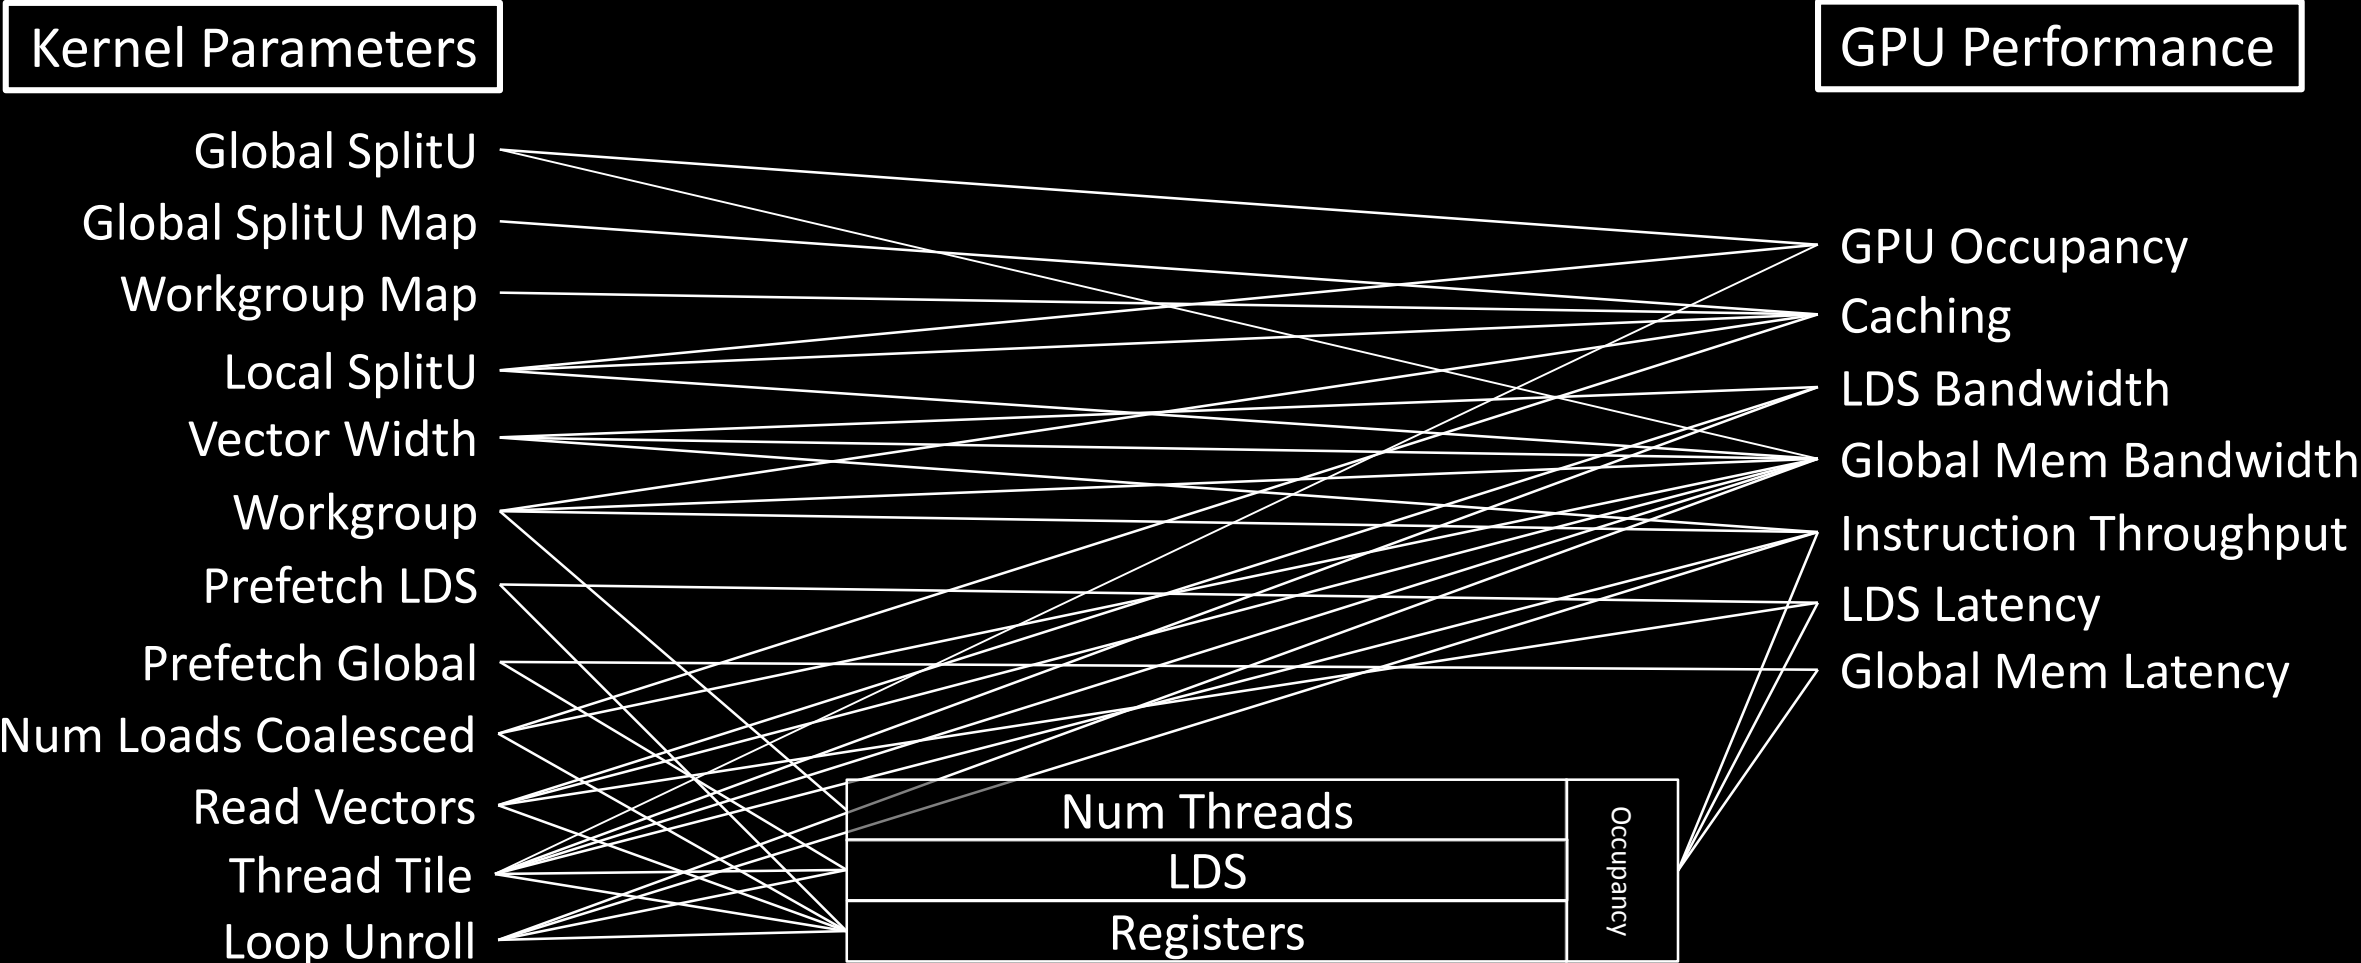 Kernel Parameters
GPU Performance
Global SplitU
Global SplitU Map
Workgroup Map
Local SplitU
Vector Width
Workgroup
Prefetch LDS
Prefetch Global
Num Loads Coalesced
Read Vectors
Thread Tile
Loop Unroll
GPU Occupancy
Caching
LDS Bandwidth
Global Mem Bandwidth
Instruction Throughput
LDS Latency
Global Mem Latency
Num Threads
LDS
Registers
Occupancy